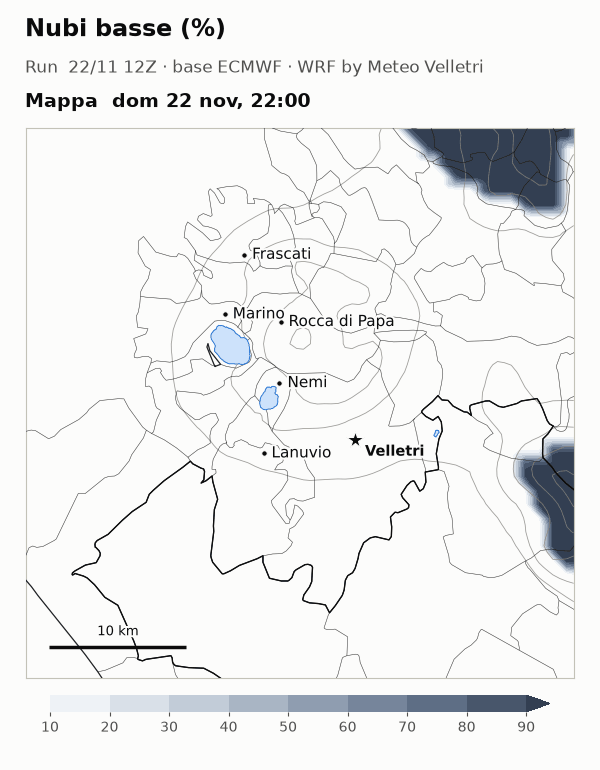 Nubi basse (%)
Run  22/11 12Z · base ECMWF · WRF by Meteo Velletri
Mappa  dom 22 nov, 22:00
Frascati
Marino
Rocca di Papa
Nemi
Velletri
Lanuvio
10 km
10 20 30 40 50 60 70 80 90